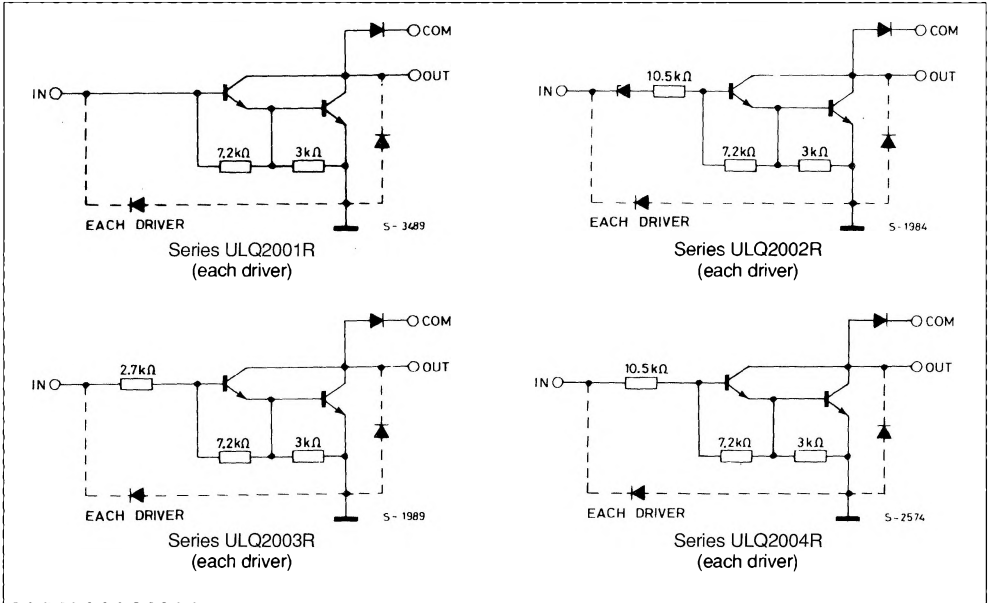 COM
OUT
IN
7.2kΩ
3kΩ
EACH DRIVER
S-3489
Series ULQ2001R
(each driver)
COM
OUT
IN
10.5kΩ
7.2kΩ
3kΩ
EACH DRIVER
S-1984
Series ULQ2002R
(each driver)
COM
OUT
IN
2.7kΩ
7.2kΩ
3kΩ
EACH DRIVER
S-1989
Series ULQ2003R
(each driver)
COM
OUT
IN
10.5kΩ
7.2kΩ
3kΩ
EACH DRIVER
S-2574
Series ULQ2004R
(each driver)